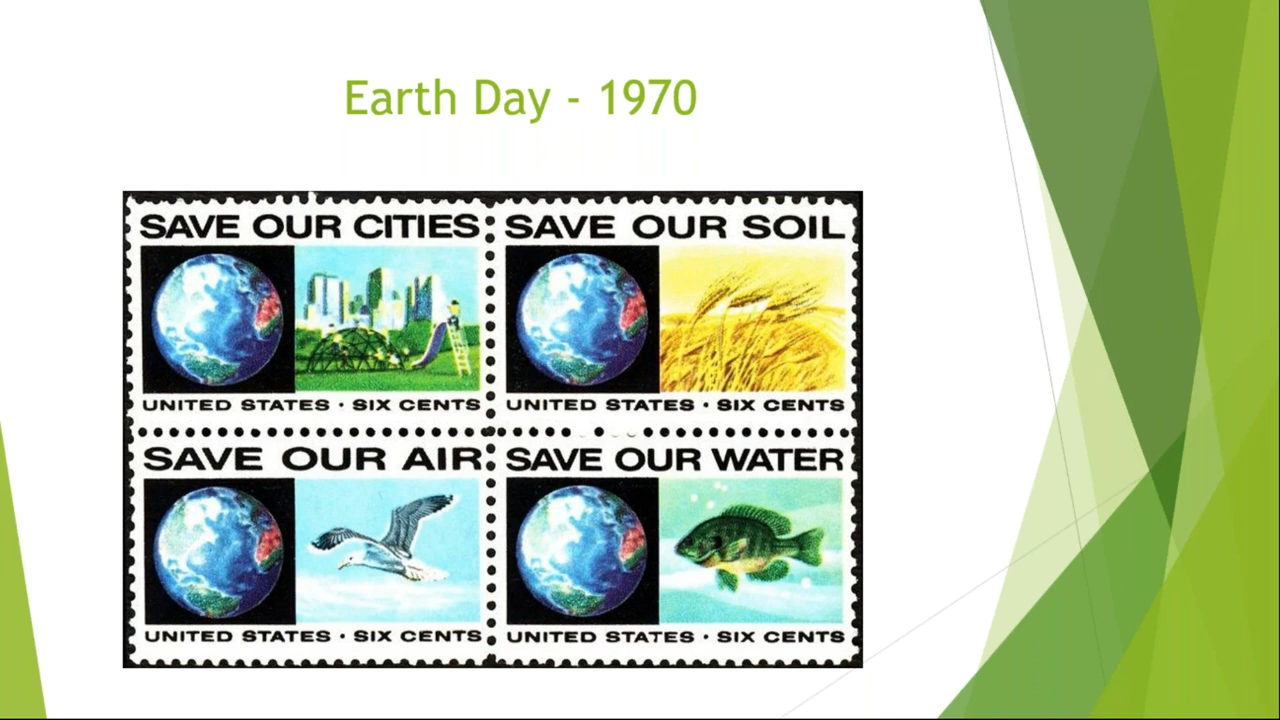 Earth Day - 1970
SAVE OUR CITIES
UNITED STATES · SIX CENTS
SAVE OUR SOIL
UNITED STATES · SIX CENTS
SAVE OUR AIR
UNITED STATES · SIX CENTS
SAVE OUR WATER
UNITED STATES · SIX CENTS